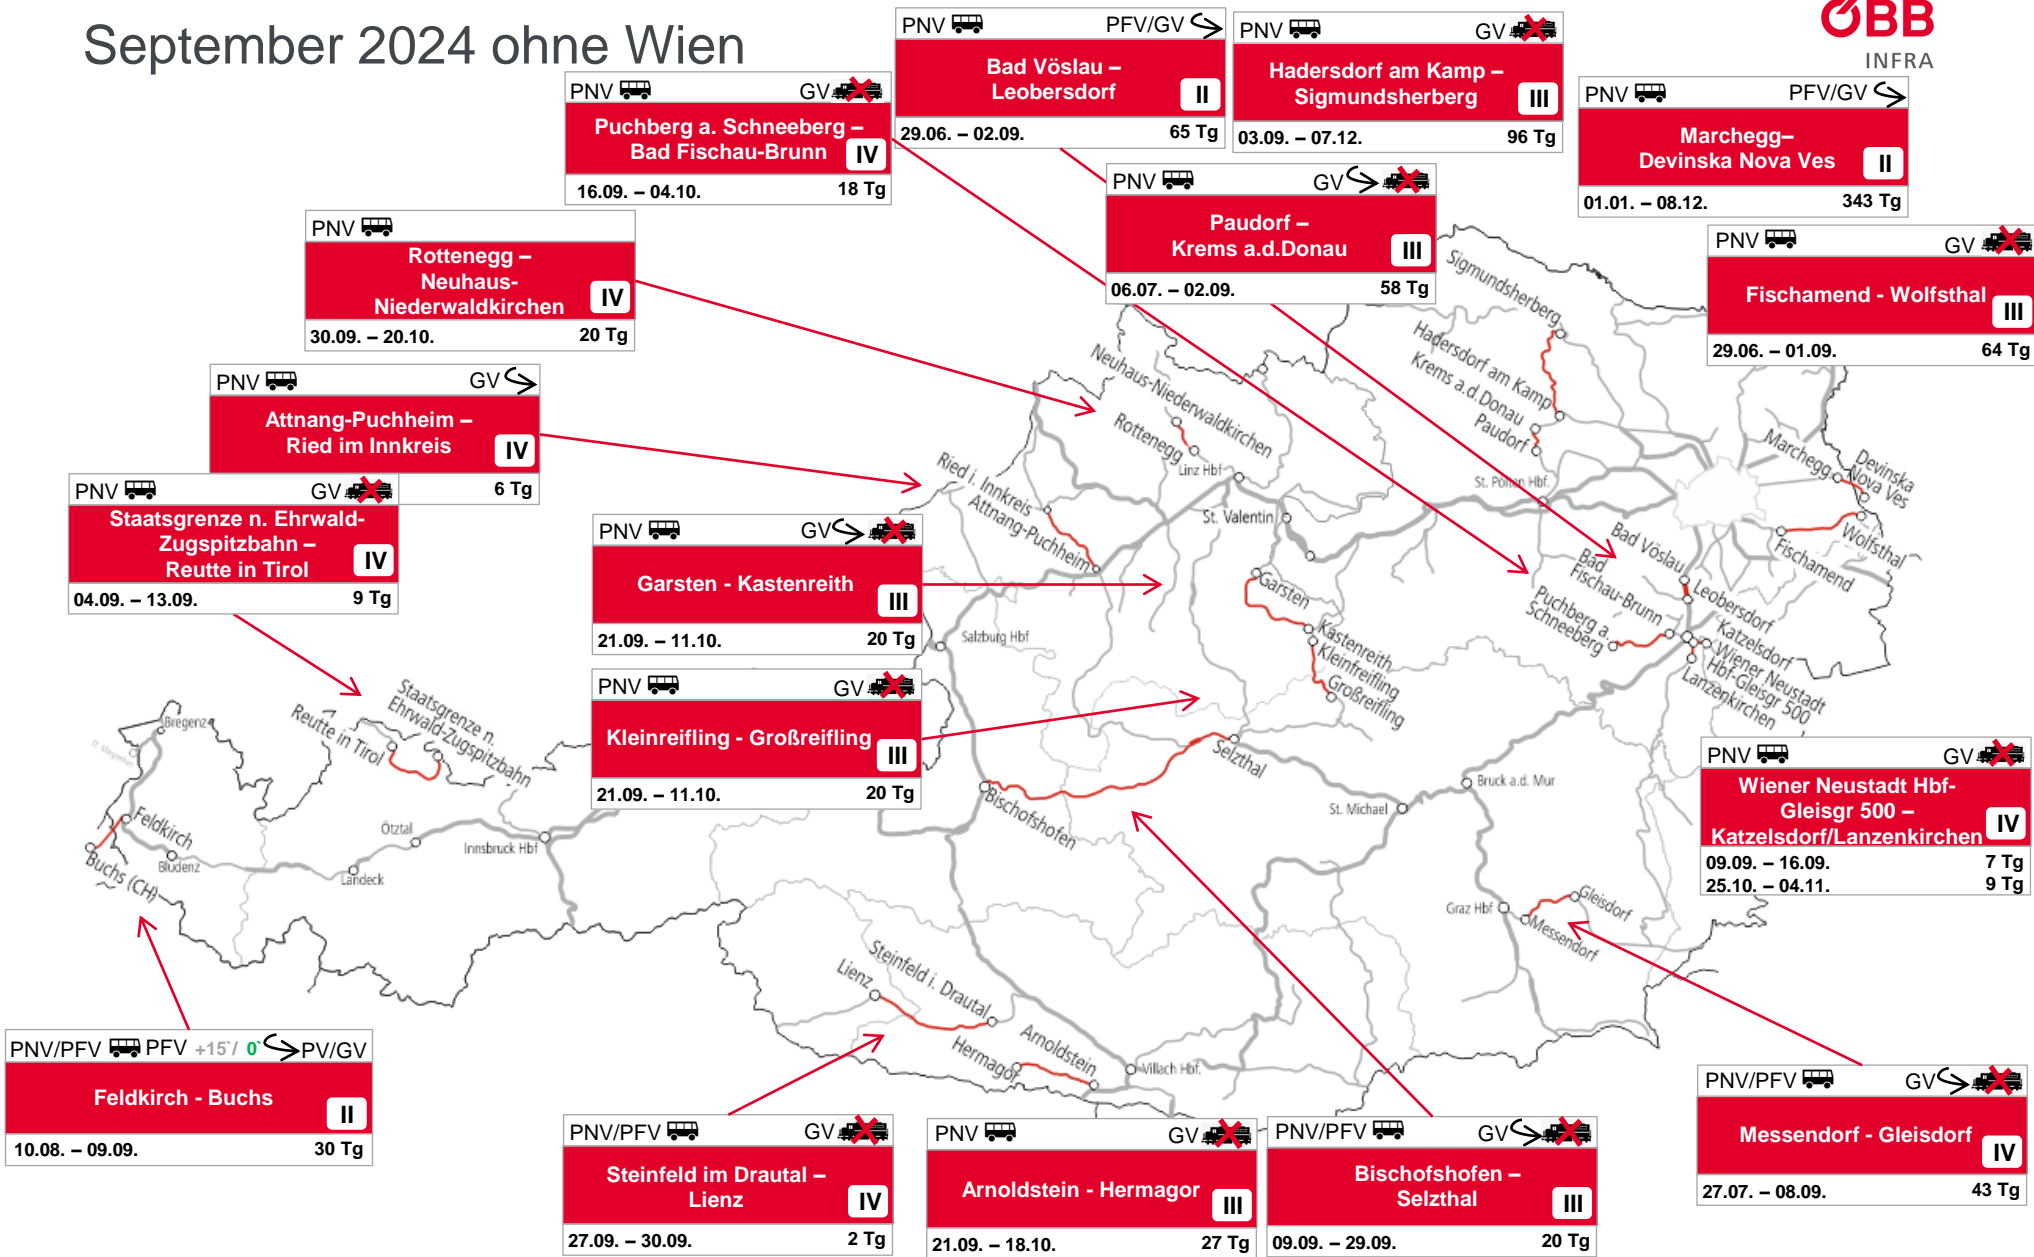 September 2024 ohne Wien
ÖBB
INFRA
PNV PFV/GV
Bad Vöslau –
Leobersdorf
II
29.06. – 02.09. 65 Tg
PNV GV
Hadersdorf am Kamp –
Sigmundsherberg
III
03.09. – 07.12. 96 Tg
PNV GV
Puchberg a. Schneeberg –
Bad Fischau-Brunn
IV
16.09. – 04.10. 18 Tg
PNV PFV/GV
Marchegg–
Devinska Nova Ves
II
01.01. – 08.12. 343 Tg
PNV GV
Paudorf –
Krems a.d.Donau
III
06.07. – 02.09. 58 Tg
PNV
Rottenegg –
Neuhaus-
Niederwaldkirchen
IV
30.09. – 20.10. 20 Tg
PNV GV
Fischamend - Wolfsthal
III
29.06. – 01.09. 64 Tg
PNV GV
Attnang-Puchheim –
Ried im Innkreis
IV
6 Tg
PNV GV
Staatsgrenze n. Ehrwald-
Zugspitzbahn –
Reutte in Tirol
IV
04.09. – 13.09. 9 Tg
PNV GV
Garsten - Kastenreith
III
21.09. – 11.10. 20 Tg
PNV GV
Kleinreifling - Großreifling
III
21.09. – 11.10. 20 Tg
PNV GV
Wiener Neustadt Hbf-
Gleisgr 500 –
Katzelsdorf/Lanzenkirchen
IV
09.09. – 16.09. 7 Tg
25.10. – 04.11. 9 Tg
PNV/PFV PFV +15`/ 0` PV/GV
Feldkirch - Buchs
II
10.08. – 09.09. 30 Tg
PNV/PFV GV
Steinfeld im Drautal –
Lienz
IV
27.09. – 30.09. 2 Tg
PNV GV
Arnoldstein - Hermagor
III
21.09. – 18.10. 27 Tg
PNV/PFV GV
Bischofshofen –
Selzthal
III
09.09. – 29.09. 20 Tg
PNV/PFV GV
Messendorf - Gleisdorf
IV
27.07. – 08.09. 43 Tg
Sigmundsherberg
Hadersdorf am Kamp
Krems a.d.Donau
Paudorf
Neuhaus-Niederwaldkirchen
Rottenegg
Linz Hbf
Ried i. Innkreis
Attnang-Puchheim
St. Valentin
St. Pölten Hbf.
Marchegg
Devinska
Nova Ves
Wolfsthal
Fischamend
Bad Vöslau
Bad
Fischau-Brunn
Puchberg a.
Schneeberg
Leobersdorf
Katzelsdorf
Wiener Neustadt
Hbf-Gleisgr 500
Lanzenkirchen
Garsten
Kastenreith
Kleinreifling
Großreifling
Salzburg Hbf
Selzthal
Bischofshofen
St. Michael
Bruck a.d. Mur
Graz Hbf
Gleisdorf
Messendorf
Staatsgrenze n.
Ehrwald-Zugspitzbahn
Reutte in Tirol
Bregenz
Feldkirch
Bludenz
Buchs (CH)
Landeck
Ötztal
Innsbruck Hbf
Steinfeld i. Drautal
Lienz
Hermagor
Arnoldstein
Villach Hbf.